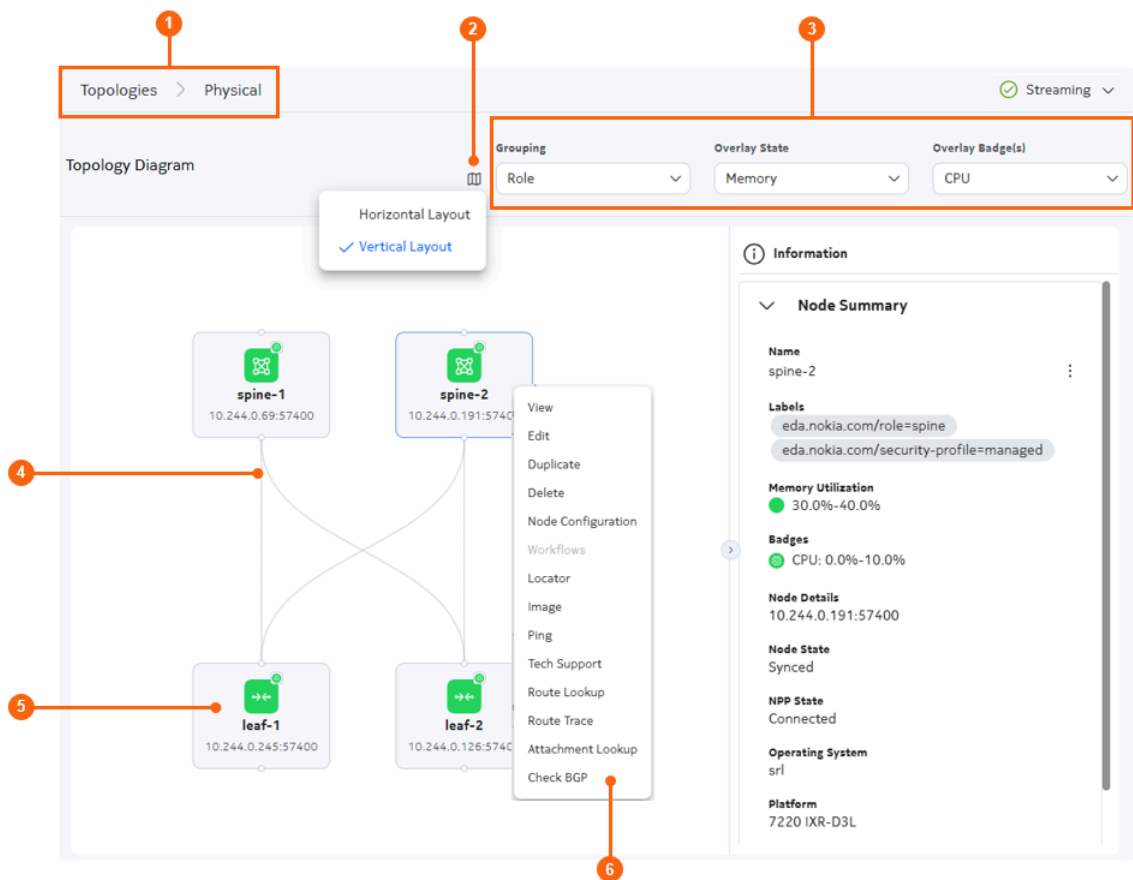 1
2
3
Topologies > Physical
Streaming
Topology Diagram
Grouping
Role
Overlay State
Memory
Overlay Badge(s)
CPU
Horizontal Layout
Vertical Layout
Information
Node Summary
Name
spine-2
Labels
eda.nokia.com/role=spine
eda.nokia.com/security-profile=managed
Memory Utilization
30.0%-40.0%
Badges
CPU: 0.0%-10.0%
Node Details
10.244.0.191:57400
Node State
Synced
NPP State
Connected
Operating System
srl
Platform
7220 IXR-D3L
spine-1
10.244.0.69:57400
spine-2
10.244.0.191:5740
View
Edit
Duplicate
Delete
Node Configuration
Workflows
Locator
Image
Ping
Tech Support
Route Lookup
Route Trace
Attachment Lookup
Check BGP
4
5
leaf-1
10.244.0.245:57400
leaf-2
10.244.0.126:5740
6